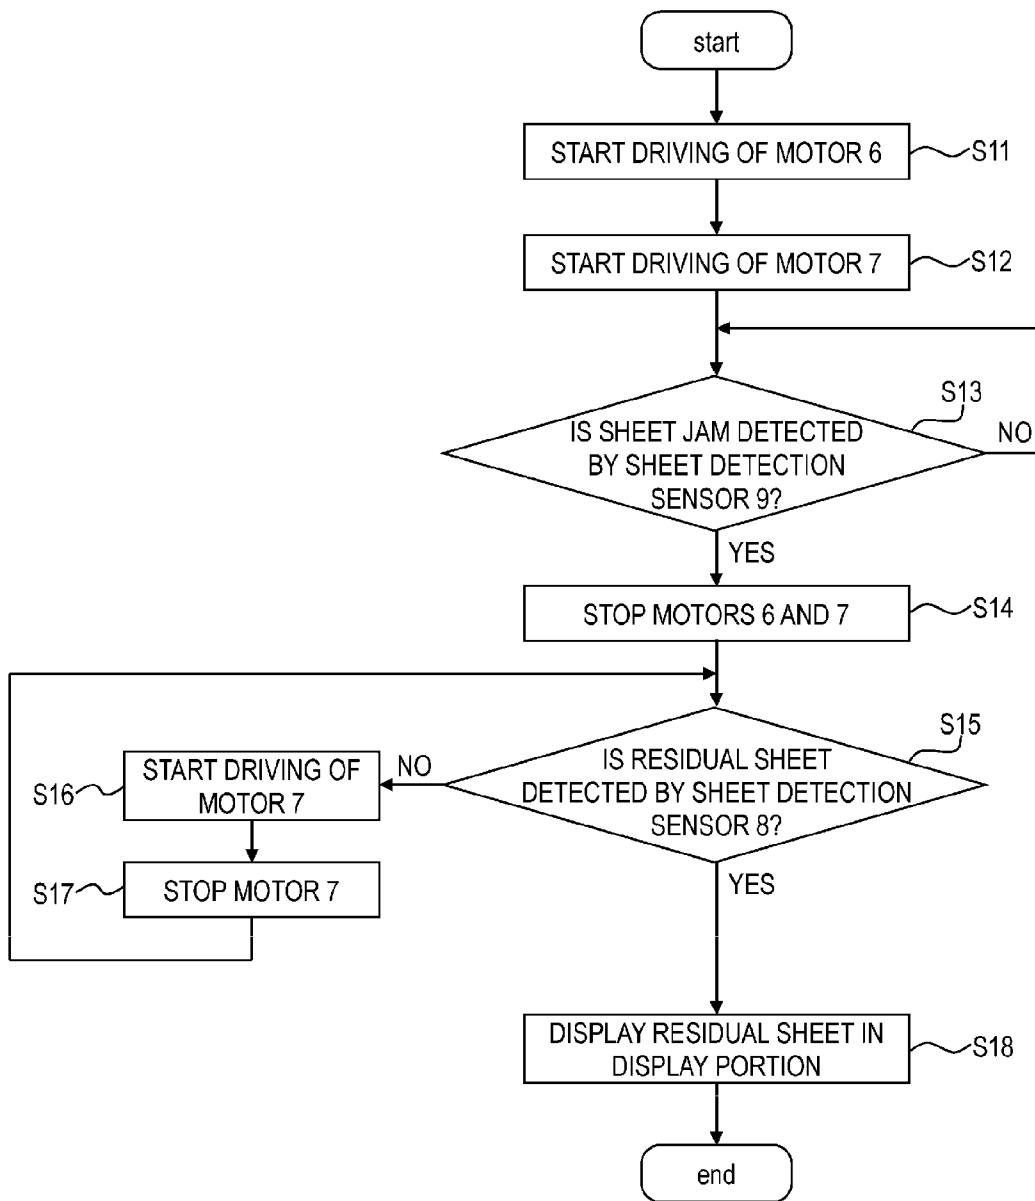 start
START DRIVING OF MOTOR 6
S11
START DRIVING OF MOTOR 7
S12
S13
IS SHEET JAM DETECTED
BY SHEET DETECTION
SENSOR 9?
NO
YES
STOP MOTORS 6 AND 7
S14
S15
IS RESIDUAL SHEET
DETECTED BY SHEET DETECTION
SENSOR 8?
NO
START DRIVING OF
MOTOR 7
S16
STOP MOTOR 7
S17
YES
DISPLAY RESIDUAL SHEET IN
DISPLAY PORTION
S18
end